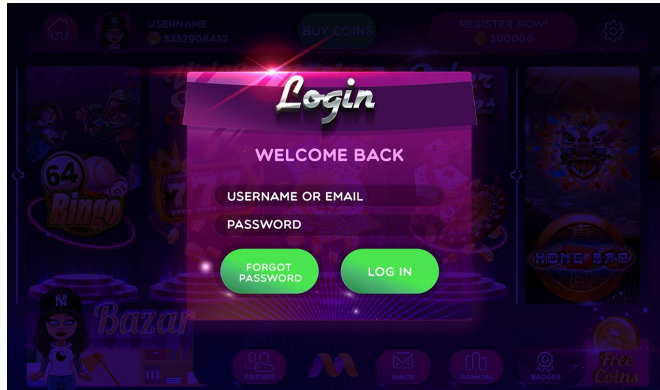 USERNAME
5352908432
BUY COINS
REGISTER NOW!
300000
Login
WELCOME BACK
USERNAME OR EMAIL
PASSWORD
FORGOT
PASSWORD
LOG IN
64
Bingo
777
HONG BAO
Bazar
FRIENDS
INBOX
RANKING
BADGES
Free
Coins